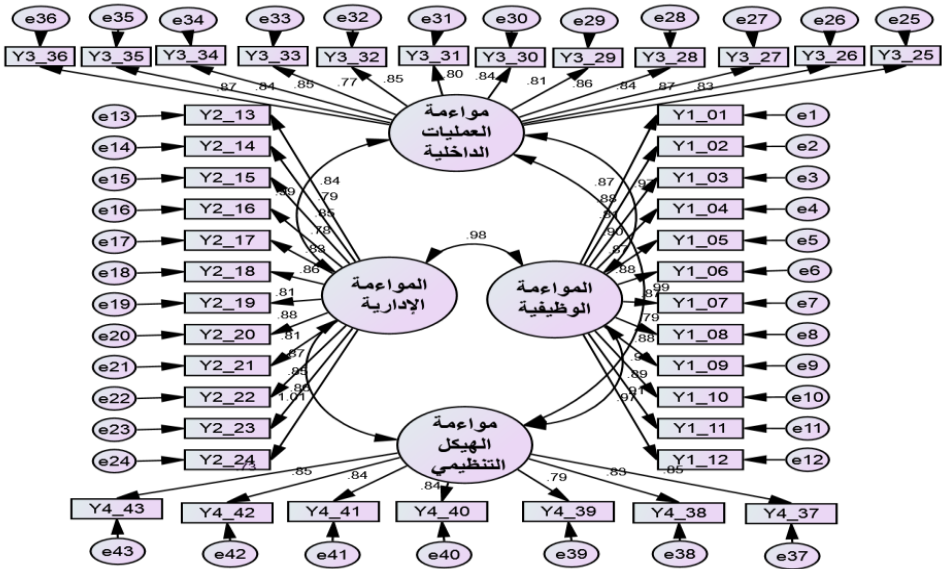 e36 e35 e34 e33 e32 e31 e30 e29 e28 e27 e26 e25
Y3_36 Y3_35 Y3_34 Y3_33 Y3_32 Y3_31 Y3_30 Y3_29 Y3_28 Y3_27 Y3_26 Y3_25
.87 .84 .85 .77 .85 .80 .84 .81 .86 .84 .87 .83
مواءمة
العمليات
الداخلية
e13 Y2_13 Y1_01 e1
e14 Y2_14 Y1_02 e2
e15 Y2_15 .84 .87 Y1_03 e3
.79 .88
e16 Y2_16 .85 Y1_04 e4
.78 .90
e17 Y2_17 .83 .98 .87 Y1_05 e5
e18 Y2_18 .86 .88 Y1_06 e6
المواءمة
الإدارية
المواءمة
الوظيفية
.99
e19 Y2_19 .81 .87 Y1_07 e7
.88 .79
e20 Y2_20 .81 .88 Y1_08 e8
e21 Y2_21 .87 Y1_09 e9
.85 .89
e22 Y2_22 Y1_10 e10
1.01 .91 .97
e23 Y2_23 Y1_11 e11
e24 Y2_24 Y1_12 e12
مواءمة
الهيكل
التنظيمي
.73 .85 .84 .84 .84 .79 .83 .85
Y4_43 Y4_42 Y4_41 Y4_40 Y4_39 Y4_38 Y4_37
e43 e42 e41 e40 e39 e38 e37